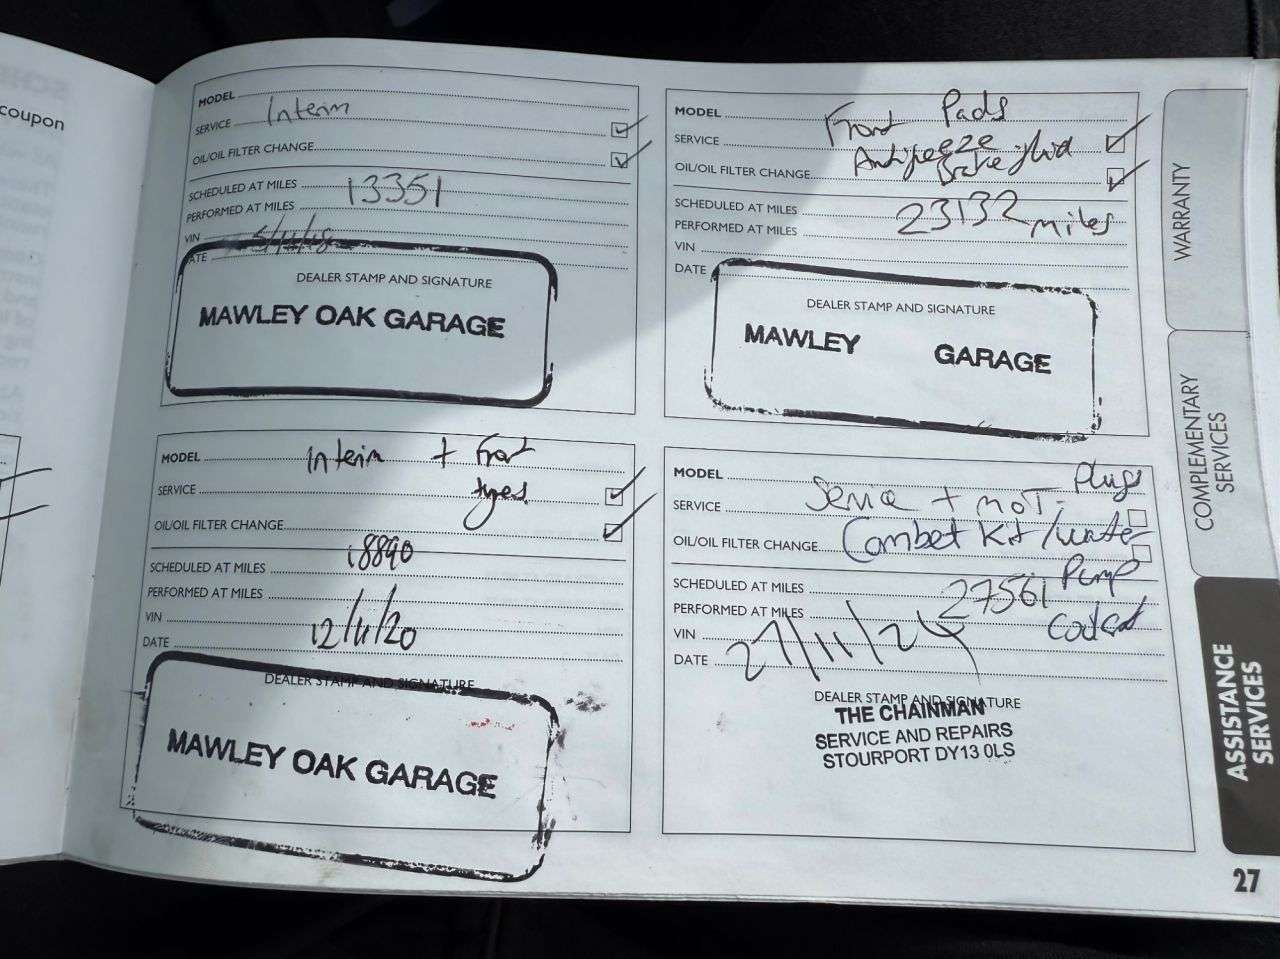 coupon
MODEL
Interim
SERVICE
OIL/OIL FILTER CHANGE
SCHEDULED AT MILES
13351
PERFORMED AT MILES
VIN
5/11/18
DATE
DEALER STAMP AND SIGNATURE
MAWLEY OAK GARAGE
MODEL
Front Pads
SERVICE
Antifreeze
Brake fluid
OIL/OIL FILTER CHANGE
SCHEDULED AT MILES
23132 miles
PERFORMED AT MILES
VIN
DATE
DEALER STAMP AND SIGNATURE
MAWLEY GARAGE
MODEL
Interim + Front
SERVICE
tyres
OIL/OIL FILTER CHANGE
18890
SCHEDULED AT MILES
PERFORMED AT MILES
VIN
12/11/20
DATE
DEALER STAMP AND SIGNATURE
MAWLEY OAK GARAGE
MODEL
Plugs
Service + MOT.
SERVICE
Cambet Kit/water
OIL/OIL FILTER CHANGE
Pump
SCHEDULED AT MILES
27561
PERFORMED AT MILES
VIN
27/11/24
DATE
DEALER STAMP AND SIGNATURE
THE CHAINMAN
SERVICE AND REPAIRS
STOURPORT DY13 0LS
WARRANTY
COMPLEMENTARY
SERVICES
ASSISTANCE
SERVICES
27